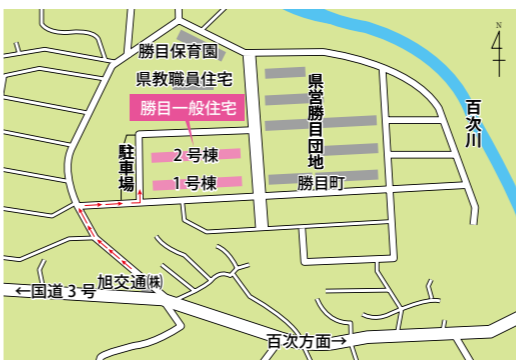 勝目保育園
N
県教職員住宅
勝目一般住宅
県営勝目団地
百次川
駐車場
2号棟
1号棟
勝目町
旭交通㈱
←国道3号
百次方面→